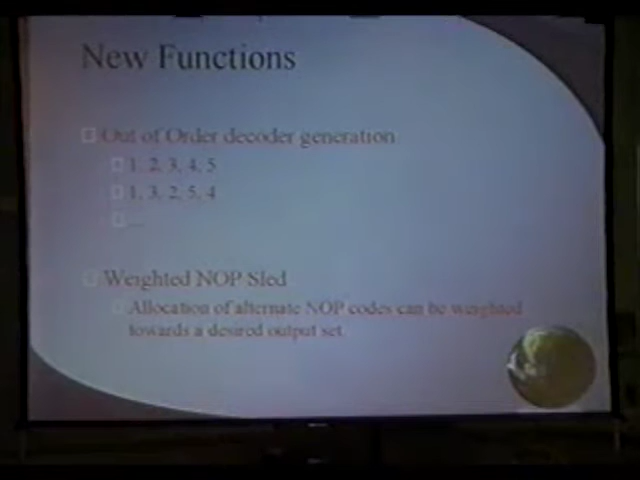 New Functions
Out of Order decoder generation
1, 2, 3, 4, 5
1, 3, 2, 5, 4
...
Weighted NOP Sled
Allocation of alternate NOP codes can be weighted
towards a desired output set.